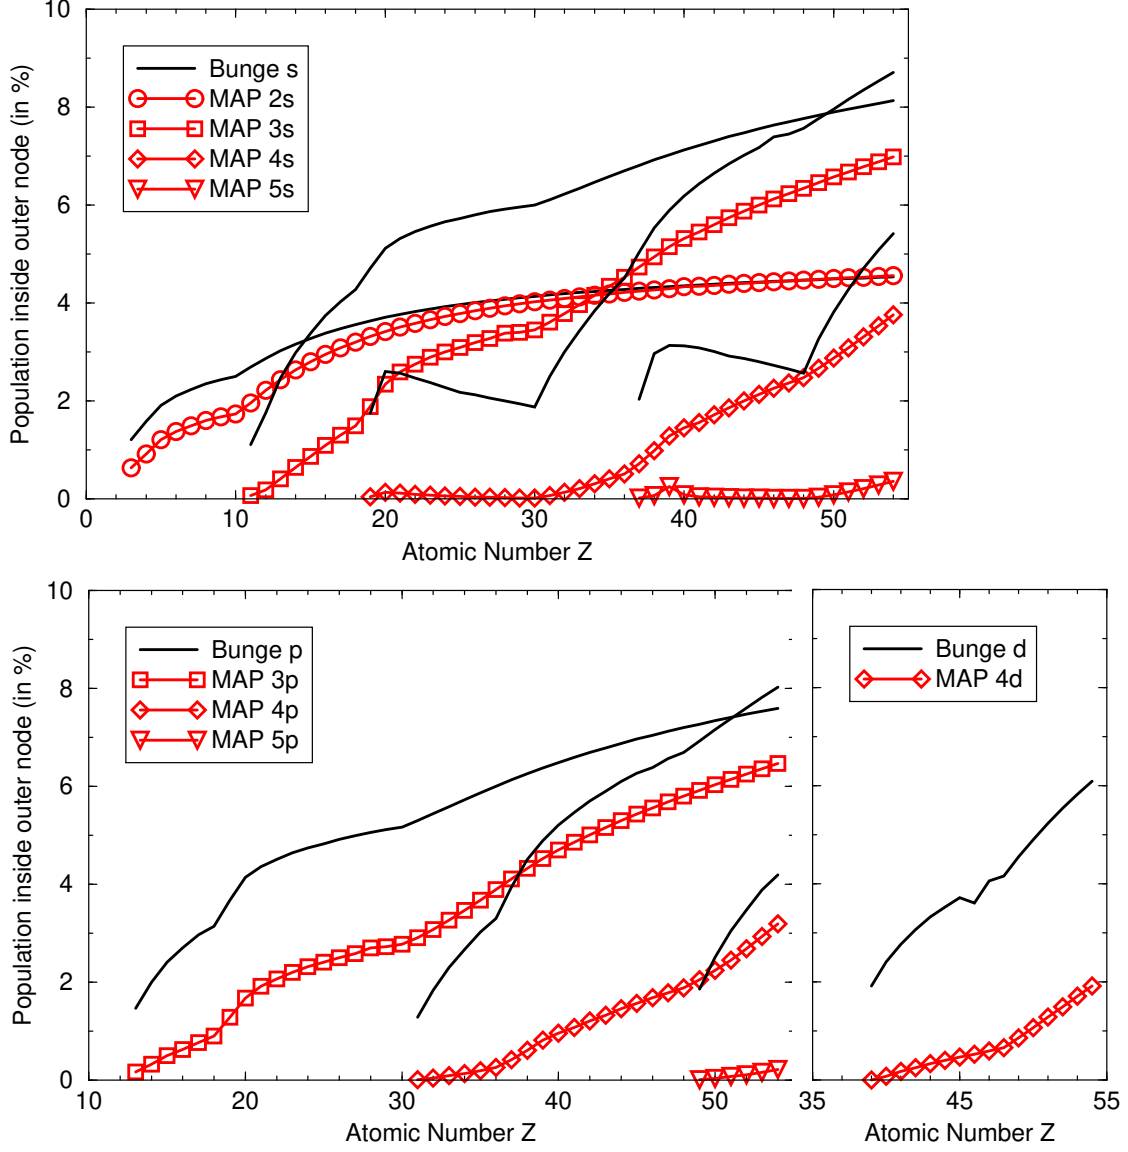 Population inside outer node (in %)
10
8
6
4
2
0
Bunge s
MAP 2s
MAP 3s
MAP 4s
MAP 5s
0 10 20 30 40 50
Atomic Number Z
Population inside outer node (in %)
10
8
6
4
2
0
Bunge p
MAP 3p
MAP 4p
MAP 5p
10 20 30 40 50
Atomic Number Z
Bunge d
MAP 4d
35 45 55
Atomic Number Z